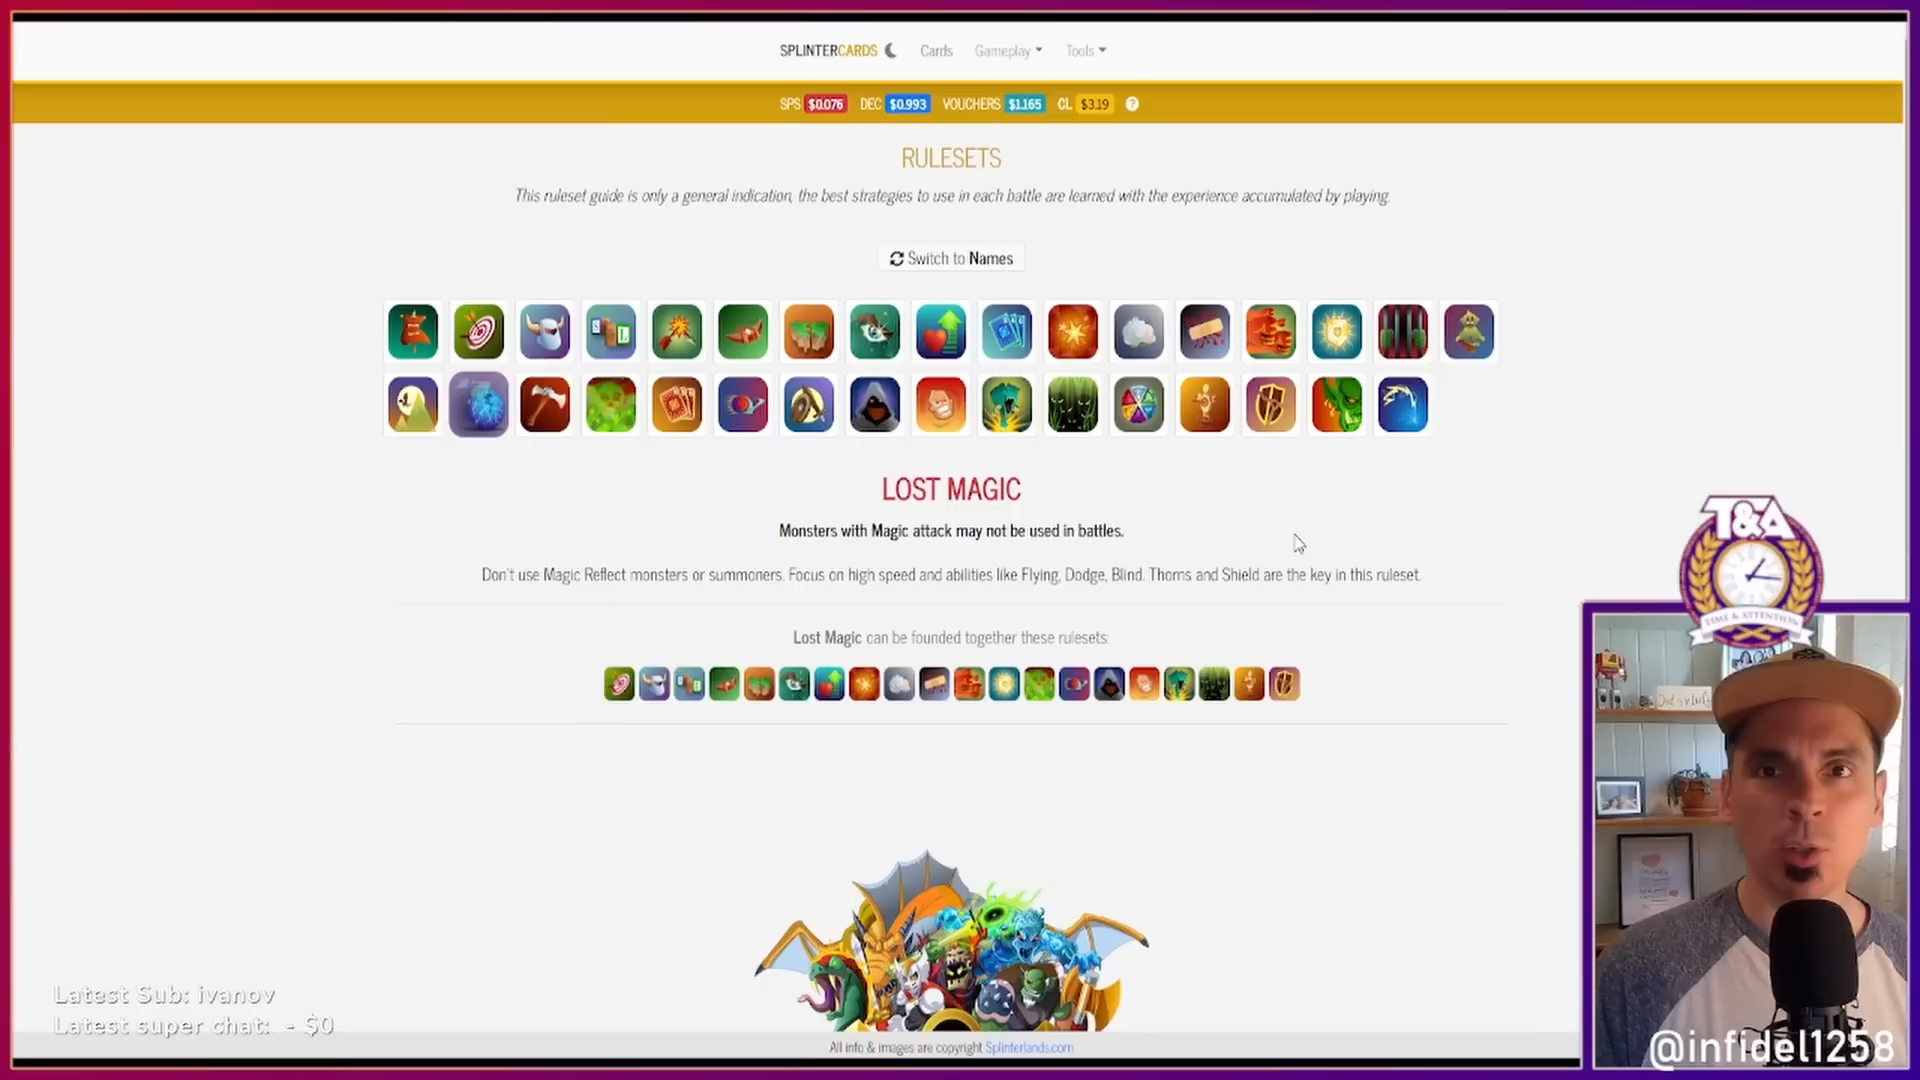 SPLINTERCARDS Cards Gameplay Tools
SPS $0.076 DEC $0.993 VOUCHERS $1.165 CL $3.19 ?
RULESETS
This ruleset guide is only a general indication, the best strategies to use in each battle are learned with the experience accumulated by playing.
Switch to Names
LOST MAGIC
Monsters with Magic attack may not be used in battles.
Don't use Magic Reflect monsters or summoners. Focus on high speed and abilities like Flying, Dodge, Blind. Thorns and Shield are the key in this ruleset.
Lost Magic can be founded together these rulesets:
T&A
TIME & ATTENTION
Latest Sub: ivanov
Latest super chat: - $0
All info & images are copyright Splinterlands.com
@infidel1258